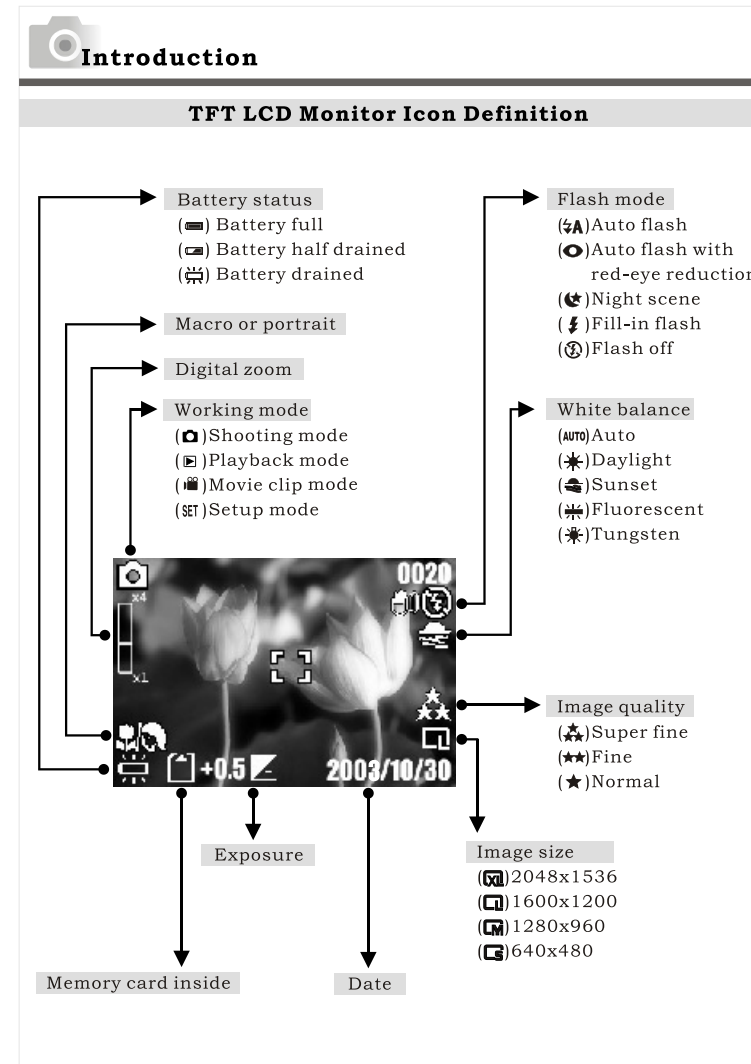 Introduction
TFT LCD Monitor Icon Definition
Battery status
( ) Battery full
( ) Battery half drained
( ) Battery drained
Macro or portrait
Digital zoom
Working mode
( )Shooting mode
( )Playback mode
( )Movie clip mode
(SET)Setup mode
Flash mode
(A)Auto flash
( )Auto flash with
red-eye reduction
( )Night scene
( )Fill-in flash
( )Flash off
White balance
(AUTO)Auto
( )Daylight
( )Sunset
( )Fluorescent
( )Tungsten
0020
x4
x1
+0.5
2003/10/30
L
Image quality
(★★★)Super fine
(★★)Fine
(★)Normal
Exposure
Image size
(XL)2048x1536
(L)1600x1200
(M)1280x960
(S)640x480
Memory card inside
Date